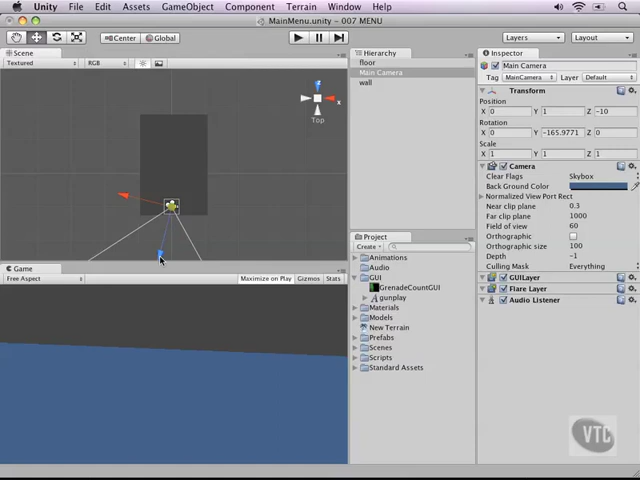 Unity File Edit Assets GameObject Component Terrain Window Help
MainMenu.unity - 007 MENU
Center Global Layers Layout
Scene
Textured RGB
x
Top
Game
Free Aspect Maximize on Play Gizmos Stats
Hierarchy
floor
Main Camera
wall
Project
Create
Animations
Audio
GUI
GrenadeCountGUI
gunplay
Materials
Models
New Terrain
Prefabs
Scenes
Scripts
Standard Assets
Inspector
Main Camera
Tag MainCamera Layer Default
Transform
Position
X 0 Y 1 Z -10
Rotation
X 0 Y -165.9771 Z 0
Scale
X 1 Y 1 Z 1
Camera
Clear Flags Skybox
Back Ground Color
Normalized View Port Rect
Near clip plane 0.3
Far clip plane 1000
Field of view 60
Orthographic
Orthographic size 100
Depth -1
Culling Mask Everything
GUILayer
Flare Layer
Audio Listener
VTC